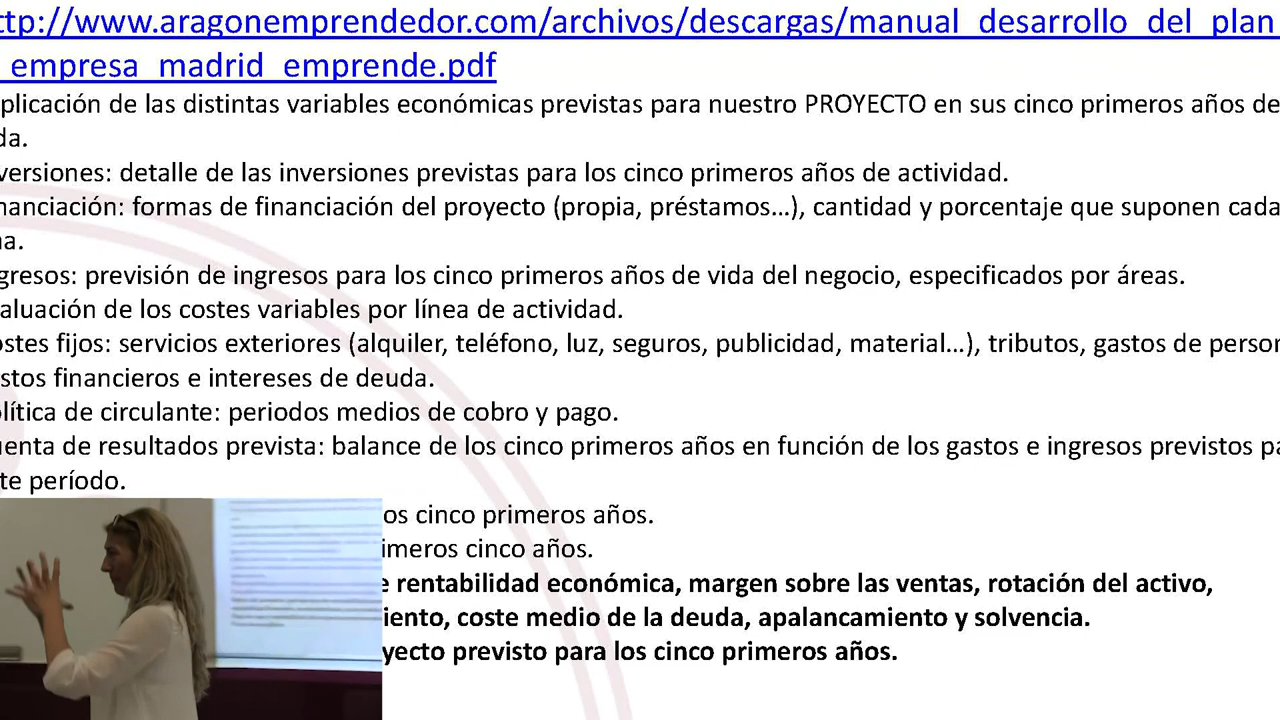 ttp://www.aragonemprendedor.com/archivos/descargas/manual_desarrollo_del_plan_
_empresa_madrid_emprende.pdf
plicación de las distintas variables económicas previstas para nuestro PROYECTO en sus cinco primeros años de
da.
versiones: detalle de las inversiones previstas para los cinco primeros años de actividad.
nanciación: formas de financiación del proyecto (propia, préstamos…), cantidad y porcentaje que suponen cada
na.
gresos: previsión de ingresos para los cinco primeros años de vida del negocio, especificados por áreas.
aluación de los costes variables por línea de actividad.
ostes fijos: servicios exteriores (alquiler, teléfono, luz, seguros, publicidad, material…), tributos, gastos de person
stos financieros e intereses de deuda.
olítica de circulante: periodos medios de cobro y pago.
uenta de resultados prevista: balance de los cinco primeros años en función de los gastos e ingresos previstos pa
te período.
os cinco primeros años.
imeros cinco años.
e rentabilidad económica, margen sobre las ventas, rotación del activo,
iento, coste medio de la deuda, apalancamiento y solvencia.
yecto previsto para los cinco primeros años.